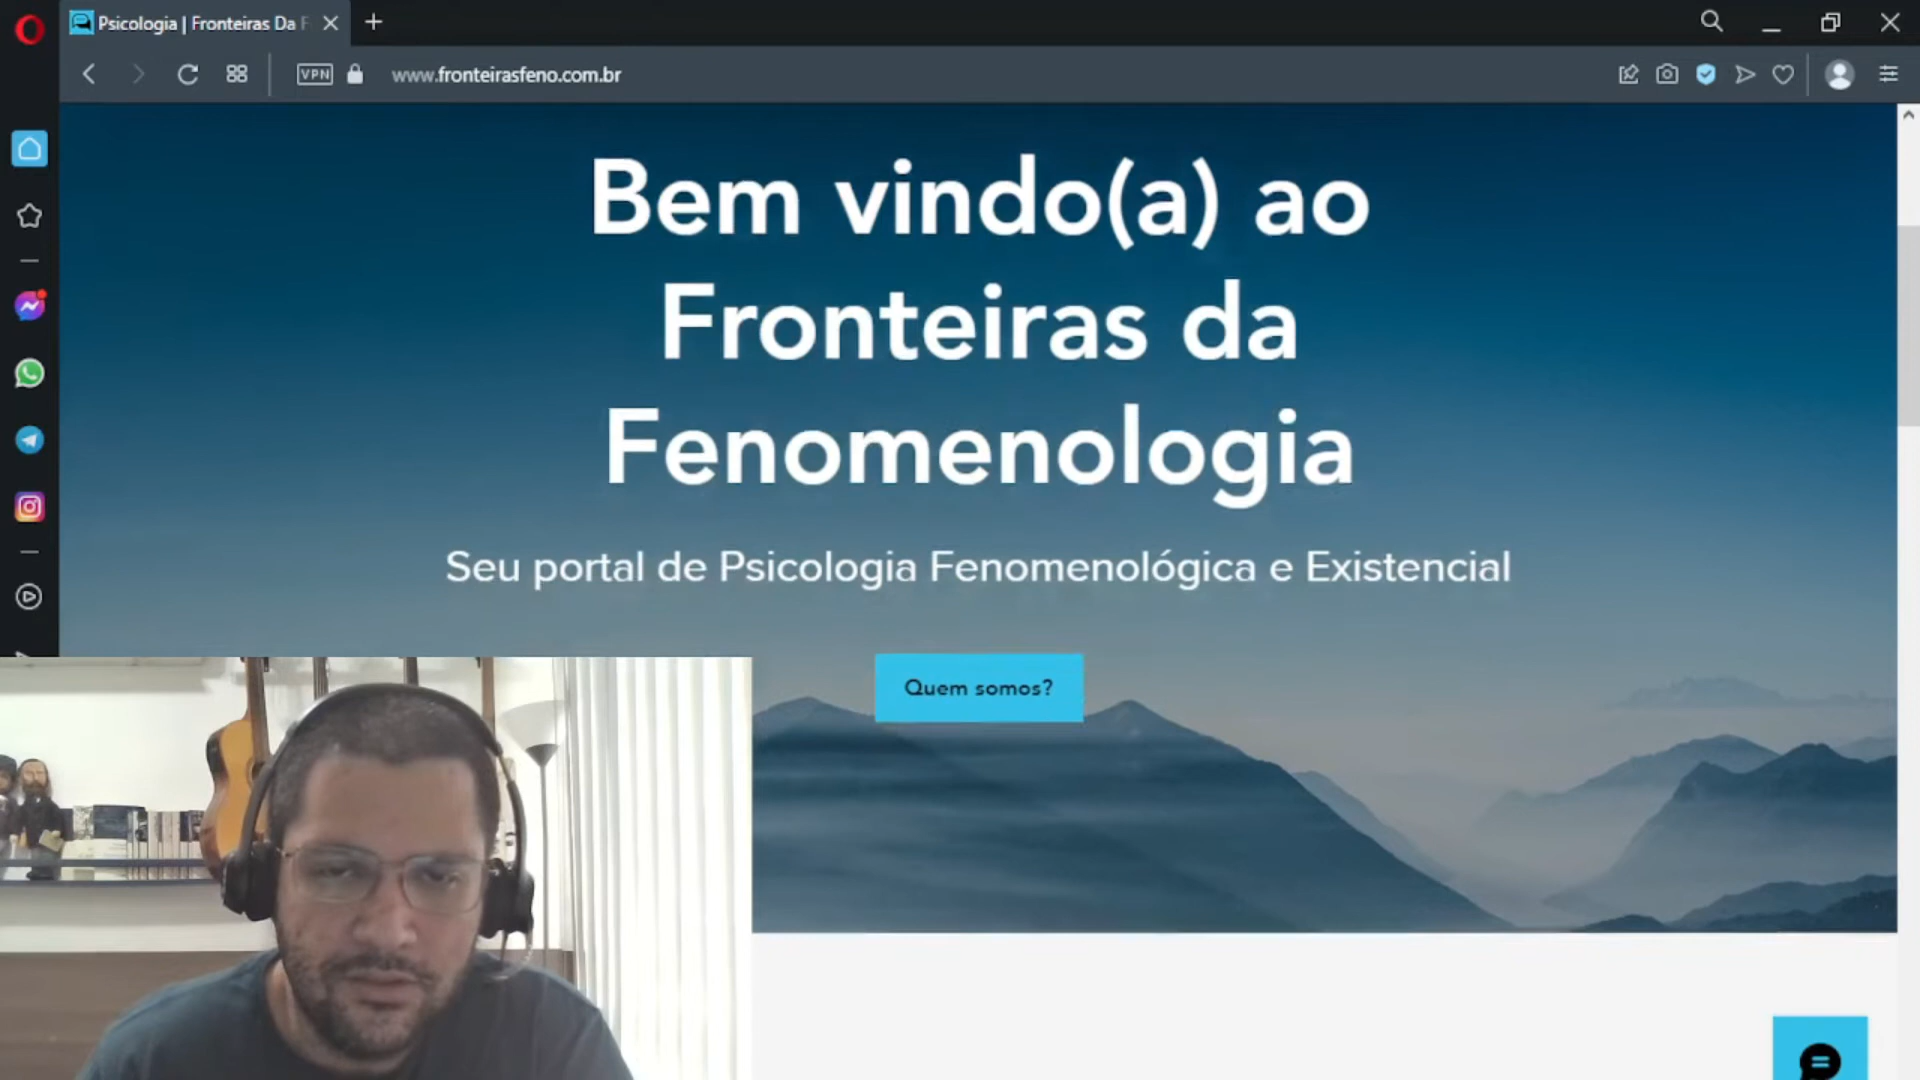 Psicologia | Fronteiras Da F
VPN
www.fronteirasfeno.com.br
Bem vindo(a) ao
Fronteiras da
Fenomenologia
Seu portal de Psicologia Fenomenológica e Existencial
Quem somos?